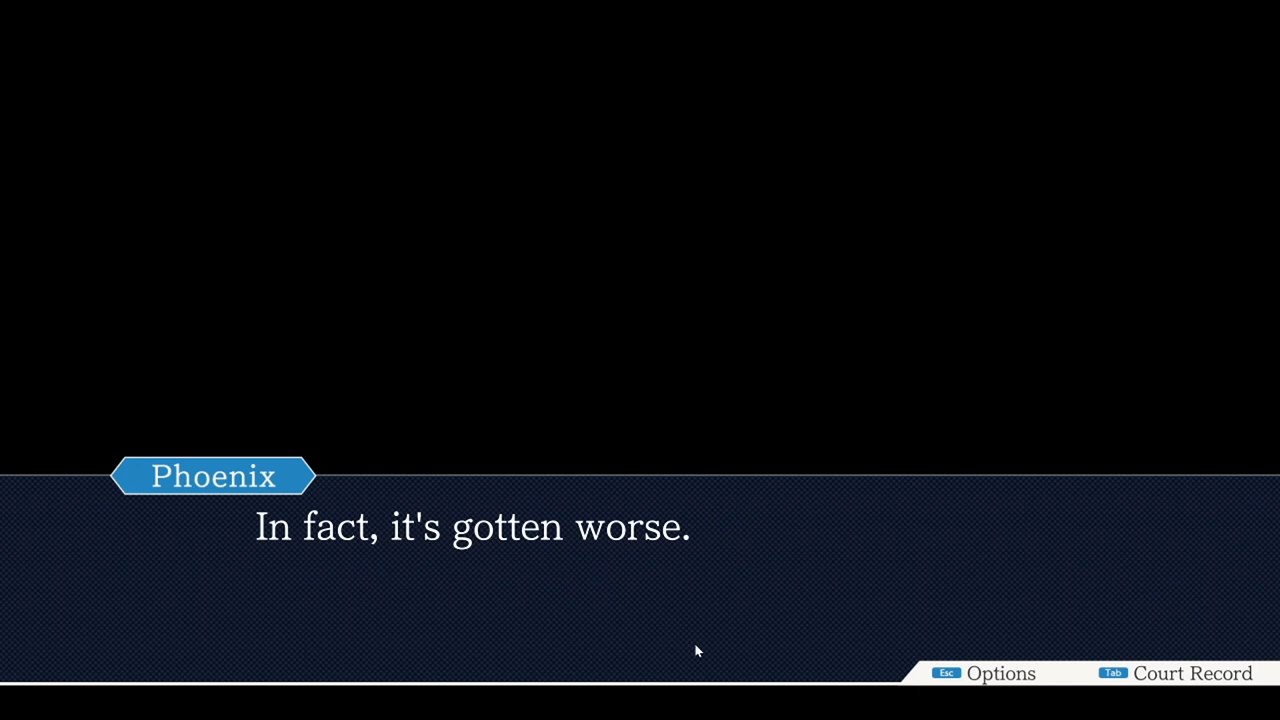 Phoenix
In fact, it's gotten worse.
Esc Options Tab Court Record